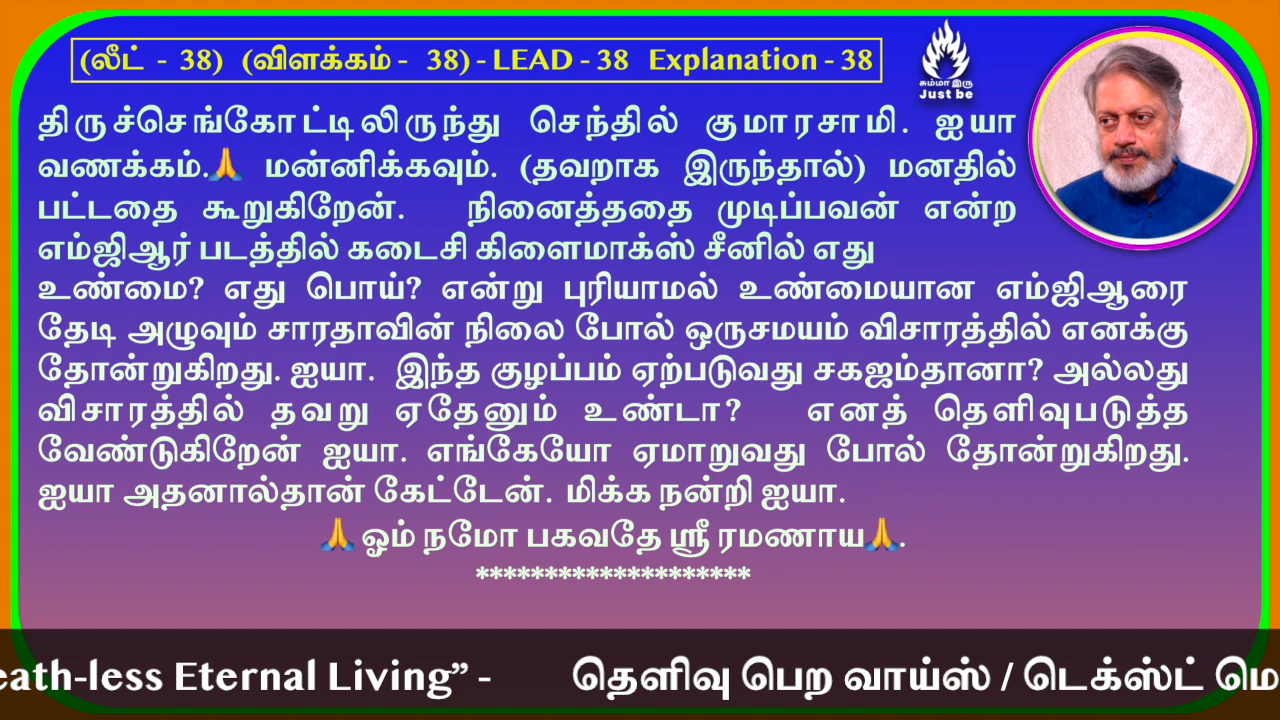 (லீட் - 38) (விளக்கம் - 38) - LEAD - 38 Explanation - 38
சும்மா இரு
Just be
திருச்செங்கோட்டிலிருந்து செந்தில் குமாரசாமி. ஐயா
வணக்கம்.🙏 மன்னிக்கவும். (தவறாக இருந்தால்) மனதில்
பட்டதை கூறுகிறேன். நினைத்ததை முடிப்பவன் என்ற
எம்ஜிஆர் படத்தில் கடைசி கிளைமாக்ஸ் சீனில் எது
உண்மை? எது பொய்? என்று புரியாமல் உண்மையான எம்ஜிஆரை
தேடி அழுவும் சாரதாவின் நிலை போல் ஒருசமயம் விசாரத்தில் எனக்கு
தோன்றுகிறது. ஐயா. இந்த குழப்பம் ஏற்படுவது சகஜம்தானா? அல்லது
விசாரத்தில் தவறு ஏதேனும் உண்டா? எனத் தெளிவுபடுத்த
வேண்டுகிறேன் ஐயா. எங்கேயோ ஏமாறுவது போல் தோன்றுகிறது.
ஐயா அதனால்தான் கேட்டேன். மிக்க நன்றி ஐயா.
🙏 ஓம் நமோ பகவதே ஸ்ரீ ரமணாய🙏.
********************
eath-less Eternal Living” - தெளிவு பெற வாய்ஸ் / டெக்ஸ்ட் மெ